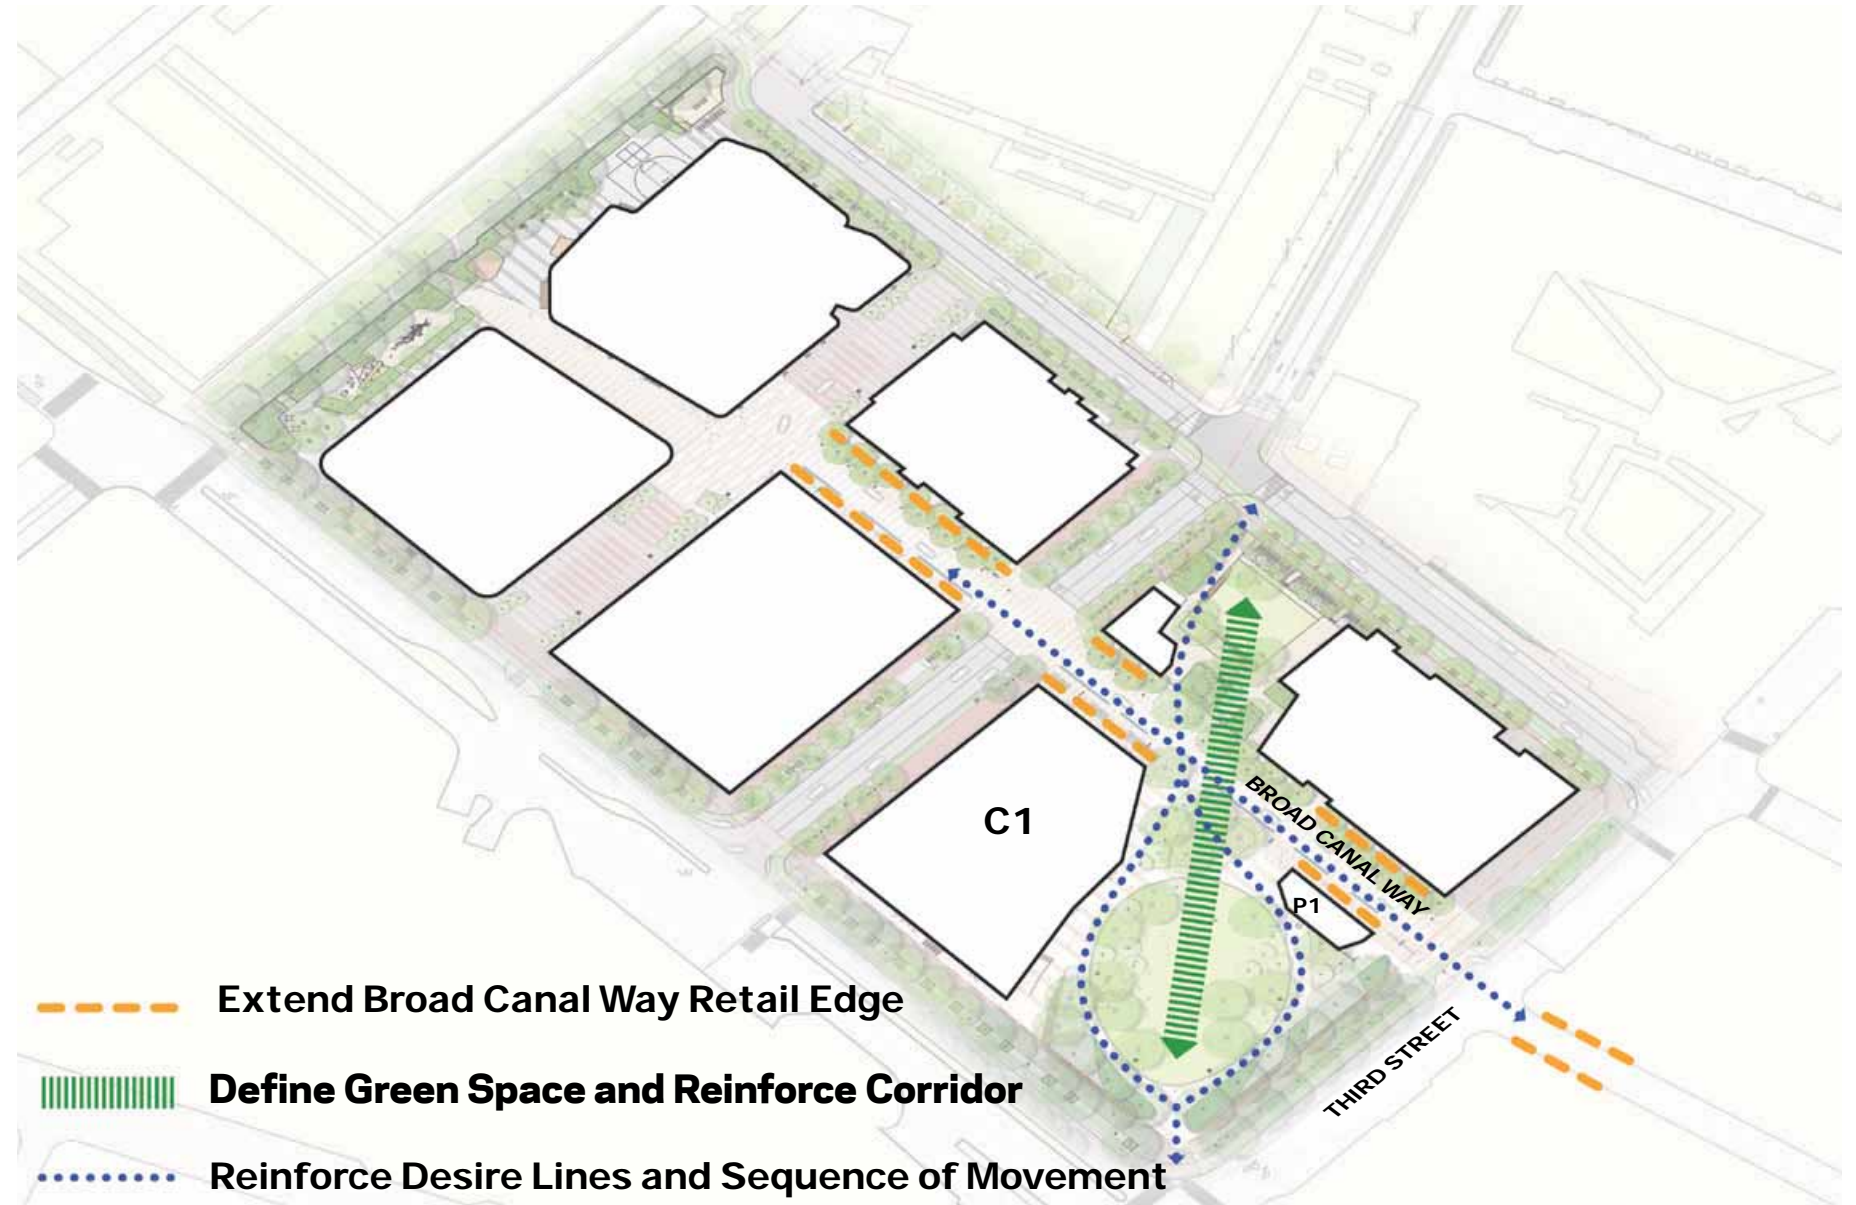 C1
BROAD CANAL WAY
P1
THIRD STREET
Extend Broad Canal Way Retail Edge
Define Green Space and Reinforce Corridor
Reinforce Desire Lines and Sequence of Movement